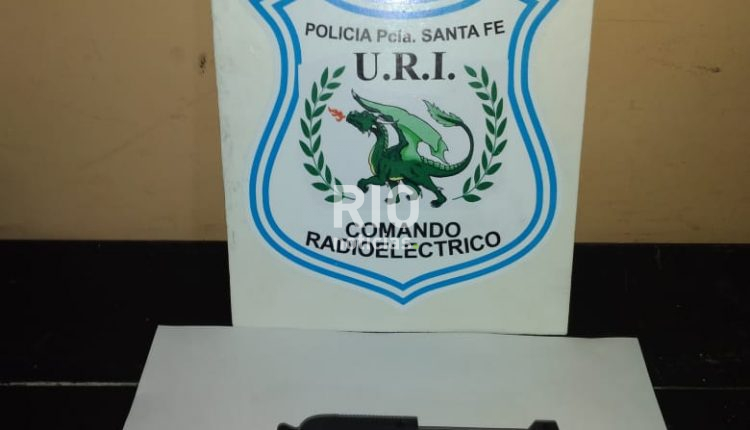 POLICIA Pcia. SANTA FE
U.R.I.
RIO
COMANDO
RADIOELECTRICO